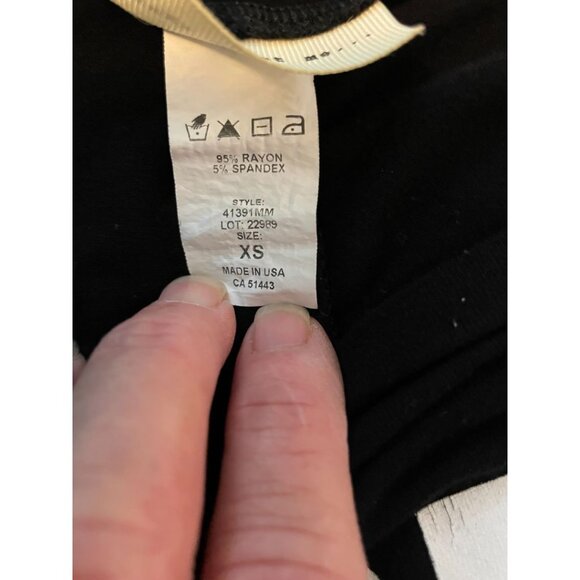 95% RAYON
5% SPANDEX
STYLE:
41391MM
LOT: 22989
SIZE:
XS
MADE IN USA
CA 51443